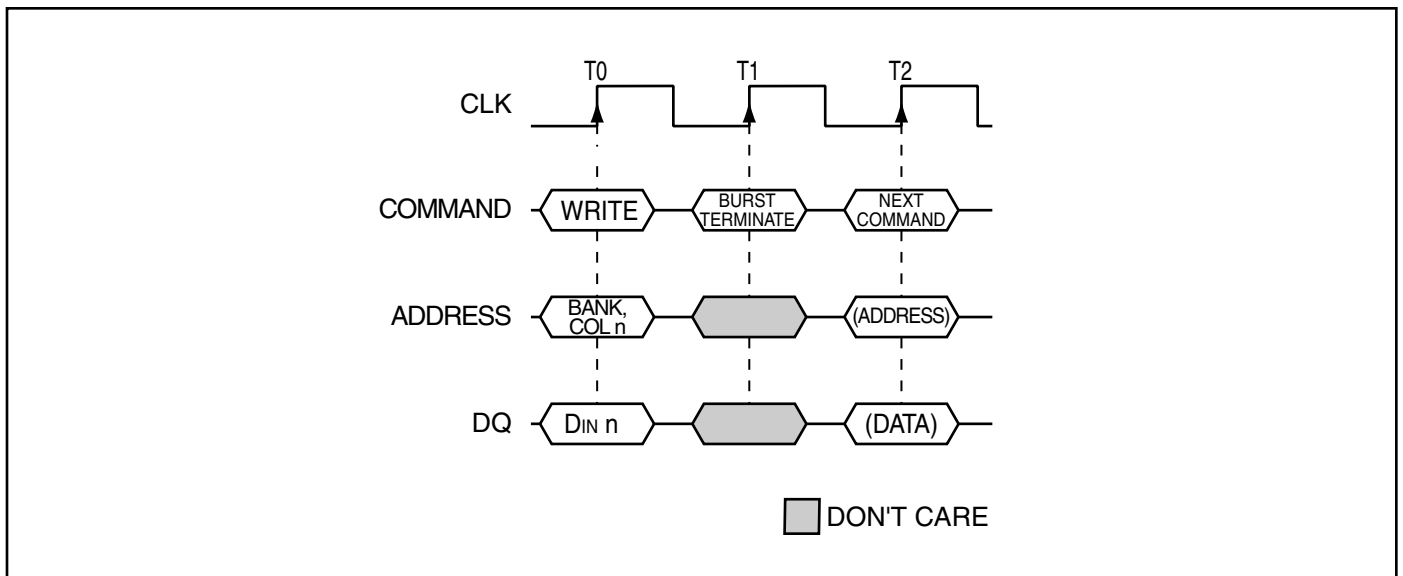 T0 T1 T2
CLK
COMMAND WRITE BURST TERMINATE NEXT COMMAND
ADDRESS BANK, COL n (ADDRESS)
DQ DIN n (DATA)
DON'T CARE